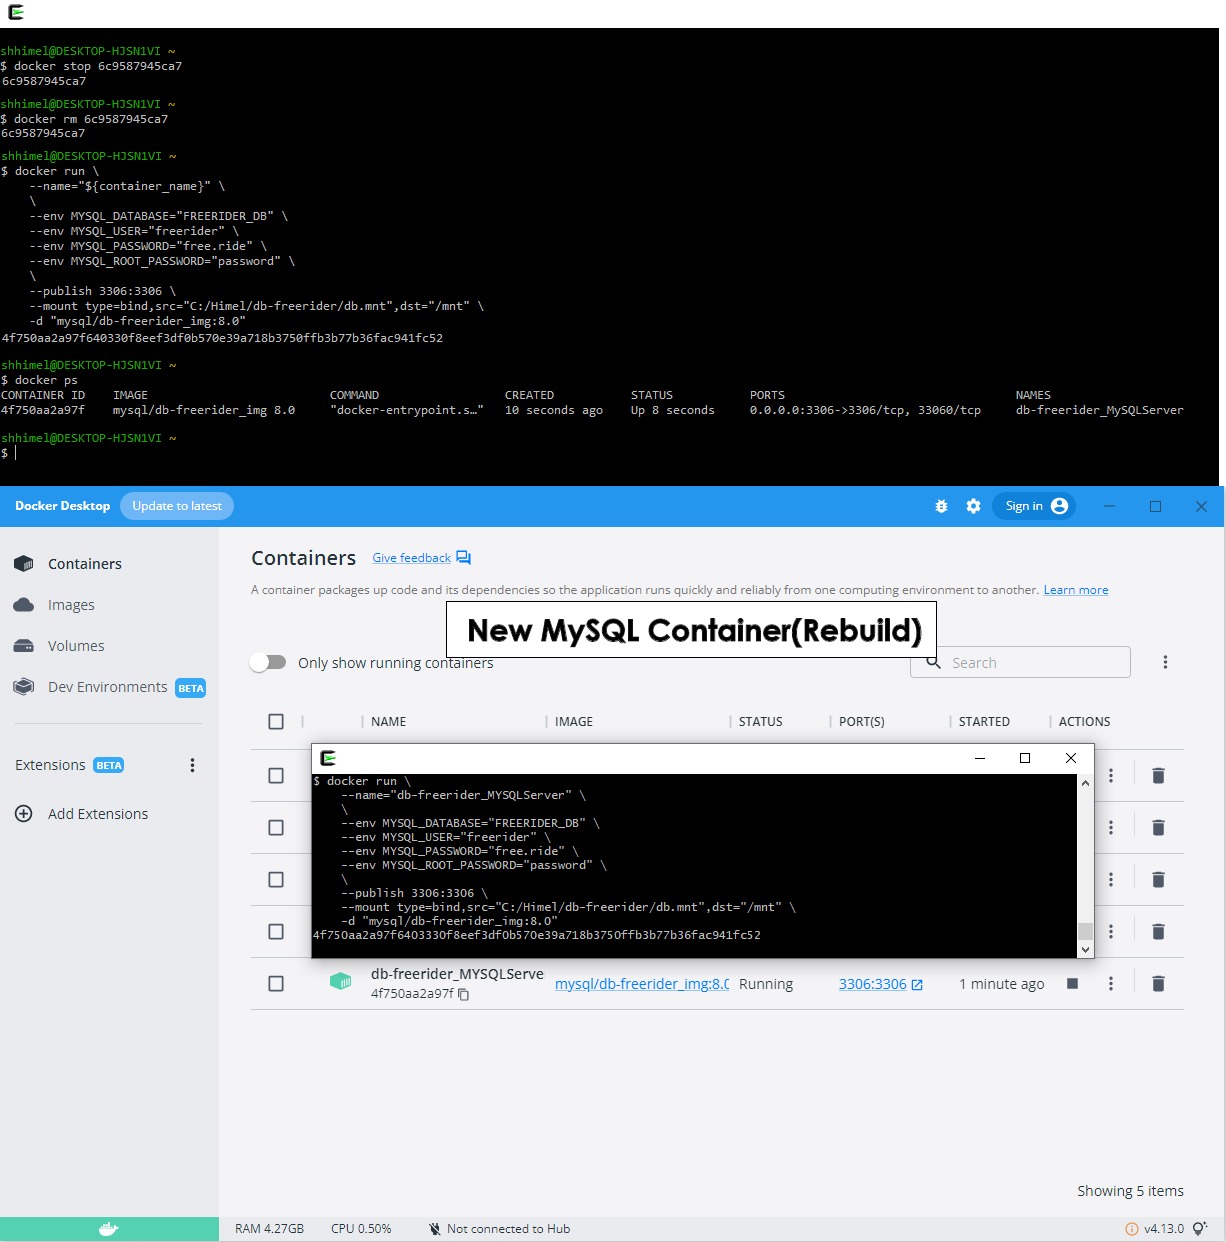 shhimel@DESKTOP-HJSN1VI ~
$ docker stop 6c9587945ca7
6c9587945ca7
shhimel@DESKTOP-HJSN1VI ~
$ docker rm 6c9587945ca7
6c9587945ca7
shhimel@DESKTOP-HJSN1VI ~
$ docker run \
--name="${container_name}" \
\
--env MYSQL_DATABASE="FREERIDER_DB" \
--env MYSQL_USER="freerider" \
--env MYSQL_PASSWORD="free.ride" \
--env MYSQL_ROOT_PASSWORD="password" \
\
--publish 3306:3306 \
--mount type=bind,src="C:/Himel/db-freerider/db.mnt",dst="/mnt" \
-d "mysql/db-freerider_img:8.0"
4f750aa2a97f640330f8eef3df0b570e39a718b3750ffb3b77b36fac941fc52
shhimel@DESKTOP-HJSN1VI ~
$ docker ps
CONTAINER ID IMAGE COMMAND CREATED STATUS PORTS NAMES
4f750aa2a97f mysql/db-freerider_img 8.0 "docker-entrypoint.s…" 10 seconds ago Up 8 seconds 0.0.0.0:3306->3306/tcp, 33060/tcp db-freerider_MySQLServer
shhimel@DESKTOP-HJSN1VI ~
$
Docker Desktop Update to latest Sign in
Containers
Images
Volumes
Dev Environments BETA
Extensions BETA
Add Extensions
Containers Give feedback
A container packages up code and its dependencies so the application runs quickly and reliably from one computing environment to another. Learn more
New MySQL Container(Rebuild)
Only show running containers Search
NAME IMAGE STATUS PORT(S) STARTED ACTIONS
$ docker run \
--name="db-freerider_MYSQLServer" \
\
--env MYSQL_DATABASE="FREERIDER_DB" \
--env MYSQL_USER="freerider" \
--env MYSQL_PASSWORD="free.ride" \
--env MYSQL_ROOT_PASSWORD="password" \
\
--publish 3306:3306 \
--mount type=bind,src="C:/Himel/db-freerider/db.mnt",dst="/mnt" \
-d "mysql/db-freerider_img:8.0"
4f750aa2a97f6403330f8eef3df0b570e39a718b3750ffb3b77b36fac941fc52
db-freerider_MYSQLServe
4f750aa2a97f
mysql/db-freerider_img:8.0 Running 3306:3306 1 minute ago
Showing 5 items
RAM 4.27GB CPU 0.50% Not connected to Hub v4.13.0